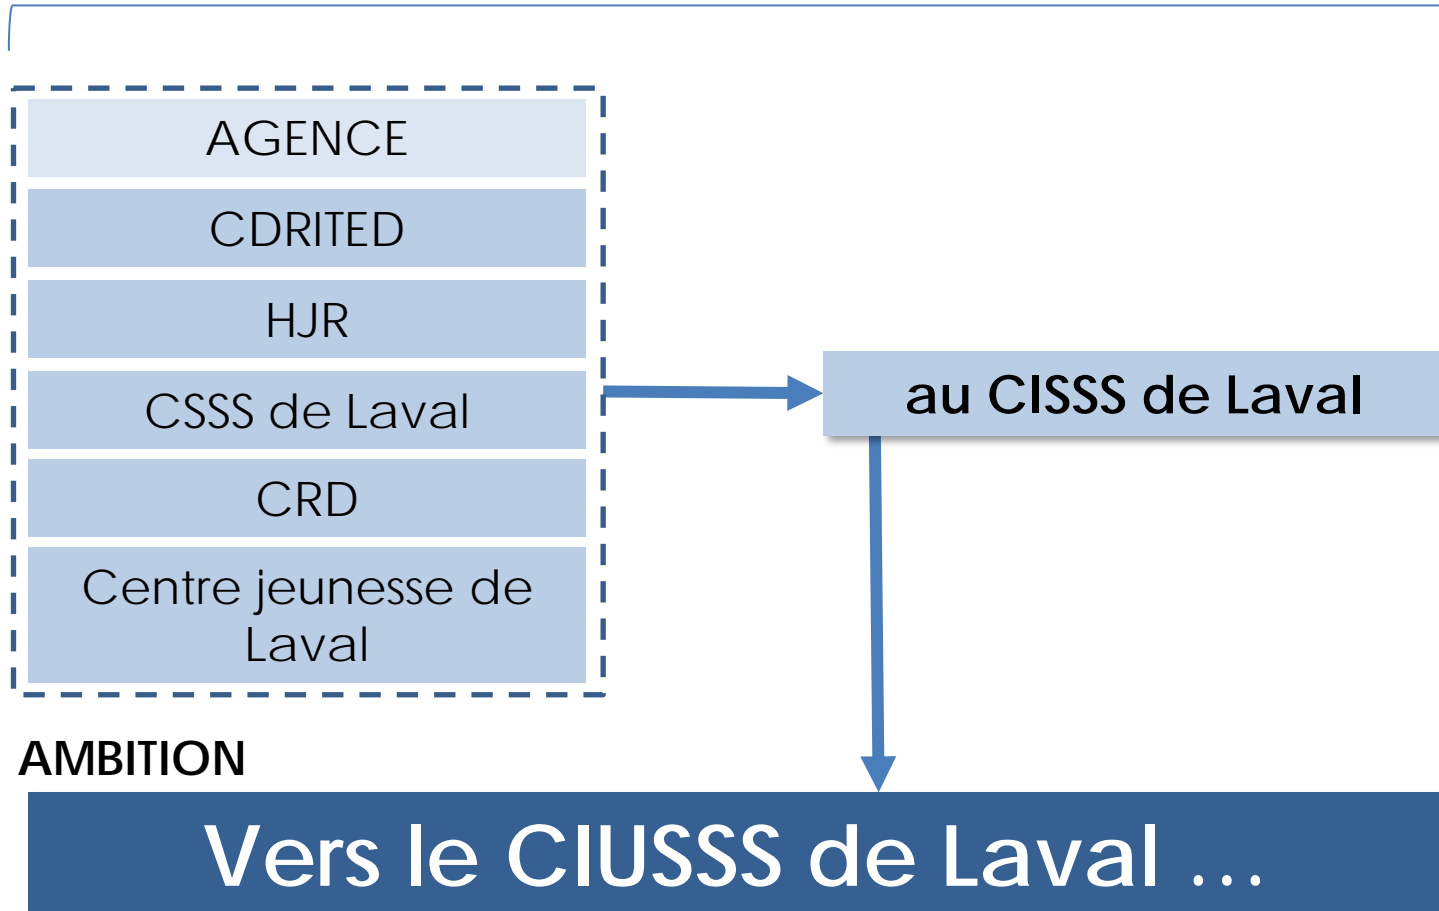 AGENCE
CDRITED
HJR
CSSS de Laval
CRD
Centre jeunesse de
Laval
au CISSS de Laval
AMBITION
Vers le CIUSSS de Laval ...